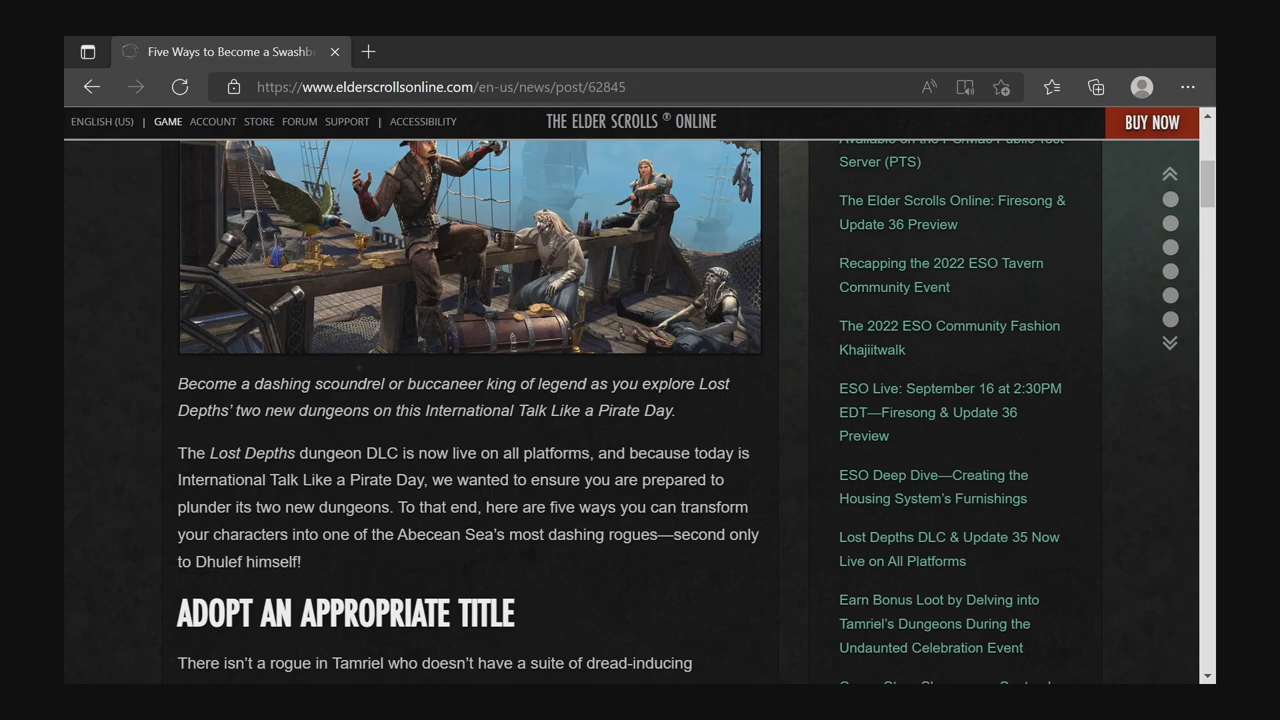 Five Ways to Become a Swashb
https://www.elderscrollsonline.com/en-us/news/post/62845
ENGLISH (US) | GAME ACCOUNT STORE FORUM SUPPORT | ACCESSIBILITY
THE ELDER SCROLLS ® ONLINE
BUY NOW
Become a dashing scoundrel or buccaneer king of legend as you explore Lost
Depths' two new dungeons on this International Talk Like a Pirate Day.
The Lost Depths dungeon DLC is now live on all platforms, and because today is
International Talk Like a Pirate Day, we wanted to ensure you are prepared to
plunder its two new dungeons. To that end, here are five ways you can transform
your characters into one of the Abecean Sea's most dashing rogues—second only
to Dhulef himself!
ADOPT AN APPROPRIATE TITLE
There isn't a rogue in Tamriel who doesn't have a suite of dread-inducing
Available on the PC/Mac Public Test
Server (PTS)
The Elder Scrolls Online: Firesong &
Update 36 Preview
Recapping the 2022 ESO Tavern
Community Event
The 2022 ESO Community Fashion
Khajiitwalk
ESO Live: September 16 at 2:30PM
EDT—Firesong & Update 36
Preview
ESO Deep Dive—Creating the
Housing System's Furnishings
Lost Depths DLC & Update 35 Now
Live on All Platforms
Earn Bonus Loot by Delving into
Tamriel's Dungeons During the
Undaunted Celebration Event